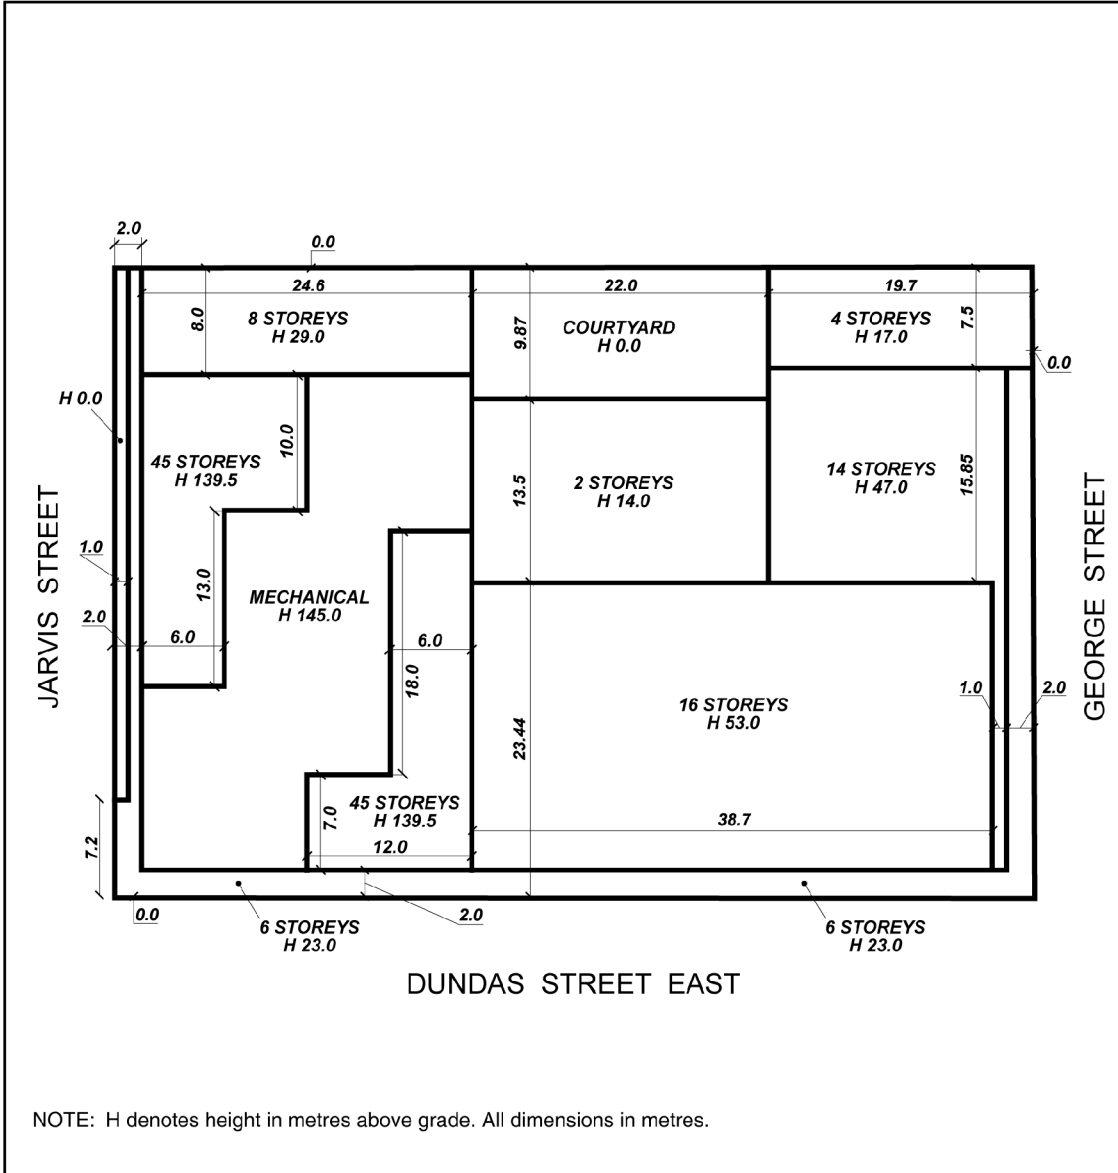 2.0
0.0
24.6
22.0
19.7
8.0
8 STOREYS
H 29.0
9.87
COURTYARD
H 0.0
4 STOREYS
H 17.0
7.5
0.0
H 0.0
45 STOREYS
H 139.5
10.0
13.5
2 STOREYS
H 14.0
14 STOREYS
H 47.0
15.85
JARVIS STREET
GEORGE STREET
1.0
13.0
MECHANICAL
H 145.0
2.0
6.0
6.0
18.0
16 STOREYS
H 53.0
1.0
2.0
23.44
45 STOREYS
H 139.5
7.0
12.0
38.7
7.2
0.0
6 STOREYS
H 23.0
2.0
6 STOREYS
H 23.0
DUNDAS STREET EAST
NOTE: H denotes height in metres above grade. All dimensions in metres.